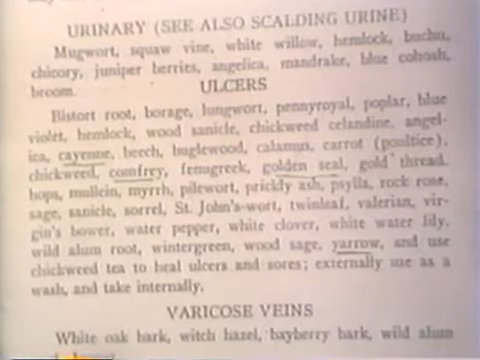 URINARY (SEE ALSO SCALDING URINE)
Mugwort, squaw vine, white willow, hemlock, buchu,
chicory, juniper berries, angelica, mandrake, blue cohosh,
broom.
ULCERS
Bistort root, borage, lungwort, pennyroyal, poplar, blue
violet, hemlock, wood sanicle, chickweed celandine, angel-
ica, cayenne, beech, buglewood, calamus, carrot (poultice),
chickweed, comfrey, fenugreek, golden seal, gold thread,
hops, mullein, myrrh, pilewort, prickly ash, psylla, rock rose,
sage, sanicle, sorrel, St. John's-wort, twinleaf, valerian, vir-
gin's bower, water pepper, white clover, white water lily,
wild alum root, wintergreen, wood sage, yarrow, and use
chickweed tea to heal ulcers and sores; externally use as a
wash, and take internally.
VARICOSE VEINS
White oak bark, witch hazel, bayberry bark, wild alum